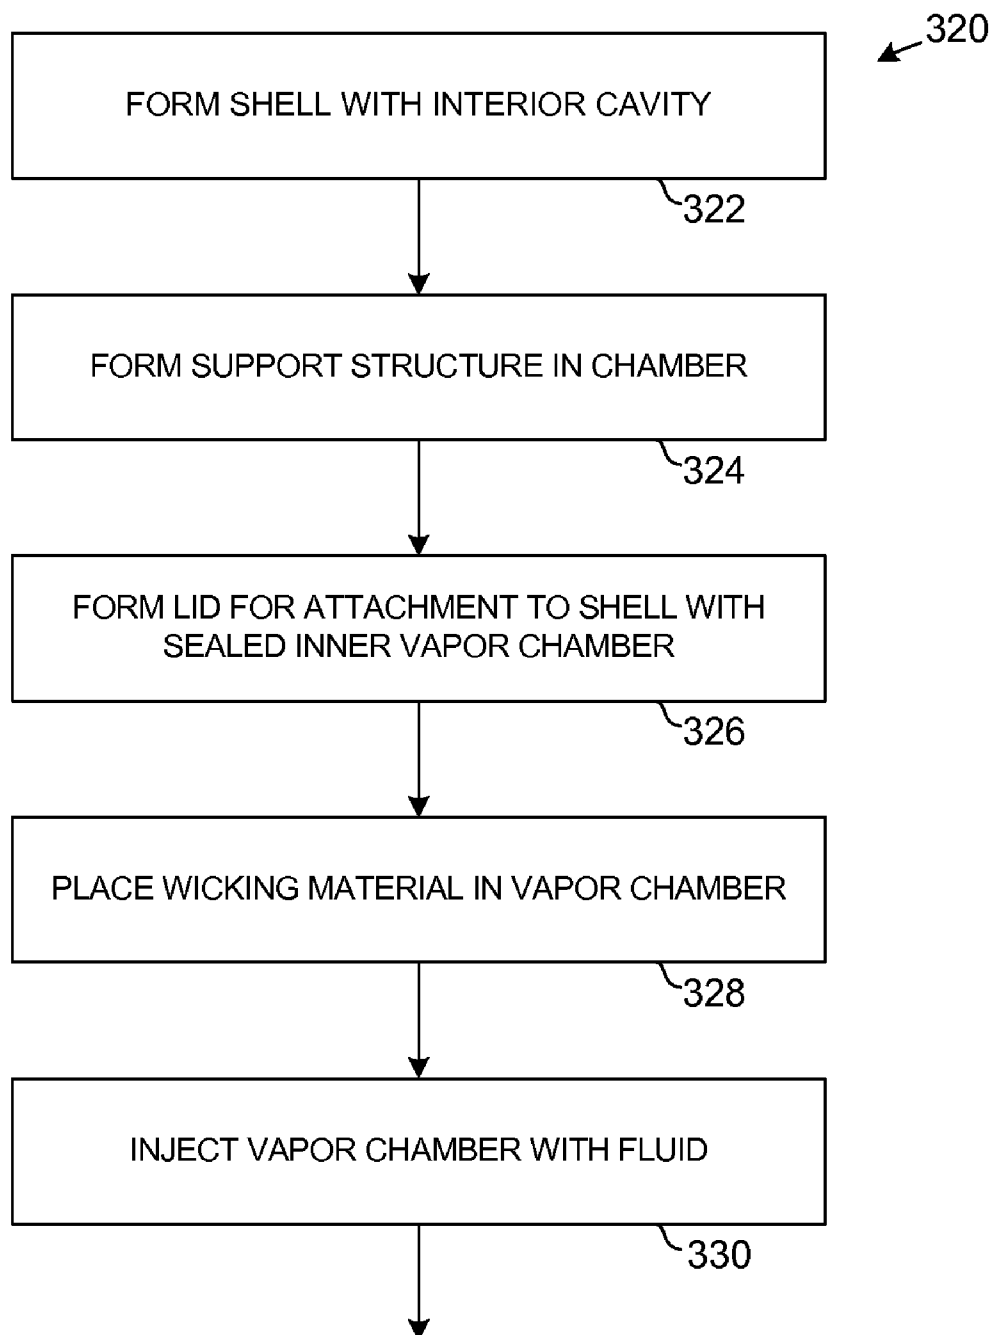 320
FORM SHELL WITH INTERIOR CAVITY
322
FORM SUPPORT STRUCTURE IN CHAMBER
324
FORM LID FOR ATTACHMENT TO SHELL WITH
SEALED INNER VAPOR CHAMBER
326
PLACE WICKING MATERIAL IN VAPOR CHAMBER
328
INJECT VAPOR CHAMBER WITH FLUID
330